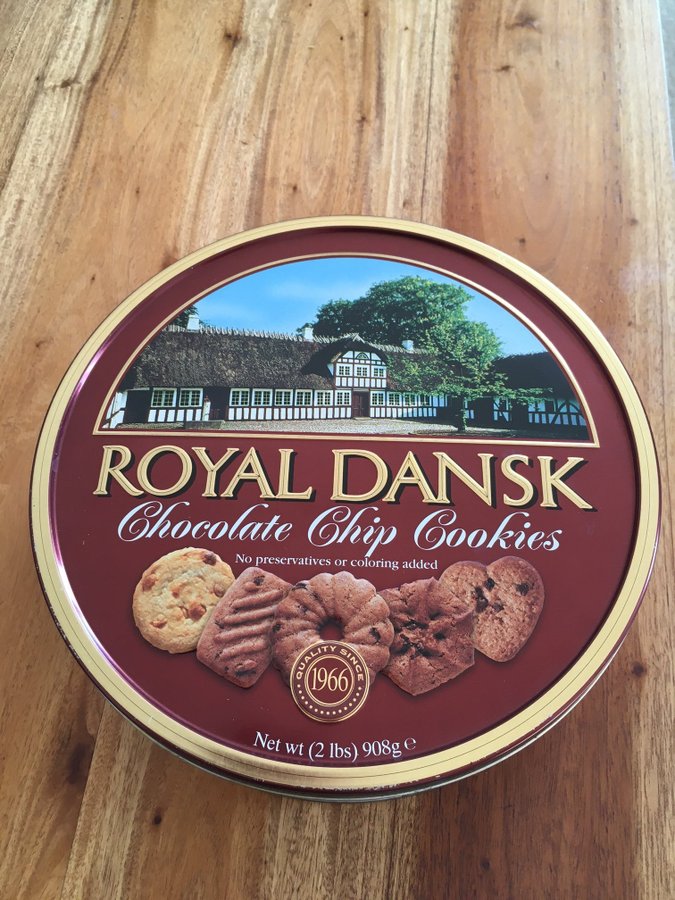 ROYAL DANSK
Chocolate Chip Cookies
No preservatives or coloring added
QUALITY SINCE
1966
Net wt (2 lbs) 908g ℮